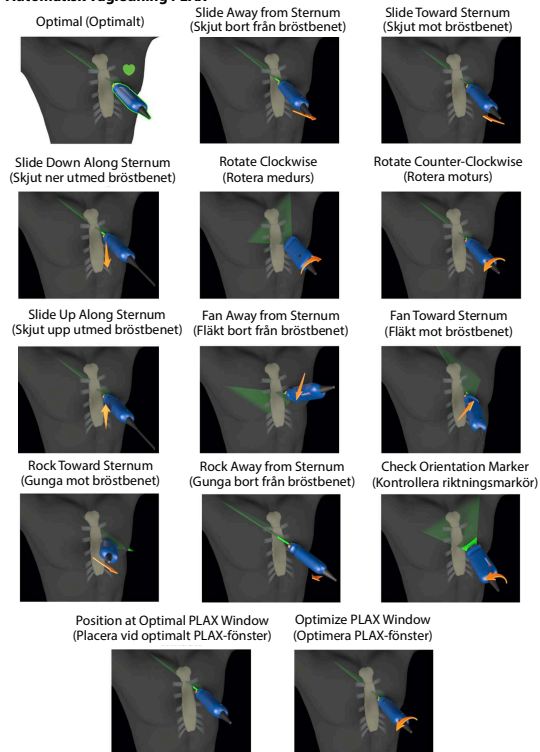 Optimal (Optimalt)
Slide Away from Sternum
(Skjut bort från bröstbenet)
Slide Toward Sternum
(Skjut mot bröstbenet)
Slide Down Along Sternum
(Skjut ner utmed bröstbenet)
Rotate Clockwise
(Rotera medurs)
Rotate Counter-Clockwise
(Rotera moturs)
Slide Up Along Sternum
(Skjut upp utmed bröstbenet)
Fan Away from Sternum
(Fläkt bort från bröstbenet)
Fan Toward Sternum
(Fläkt mot bröstbenet)
Rock Toward Sternum
(Gunga mot bröstbenet)
Rock Away from Sternum
(Gunga bort från bröstbenet)
Check Orientation Marker
(Kontrollera riktningsmarkör)
Position at Optimal PLAX Window
(Placera vid optimalt PLAX-fönster)
Optimize PLAX Window
(Optimera PLAX-fönster)